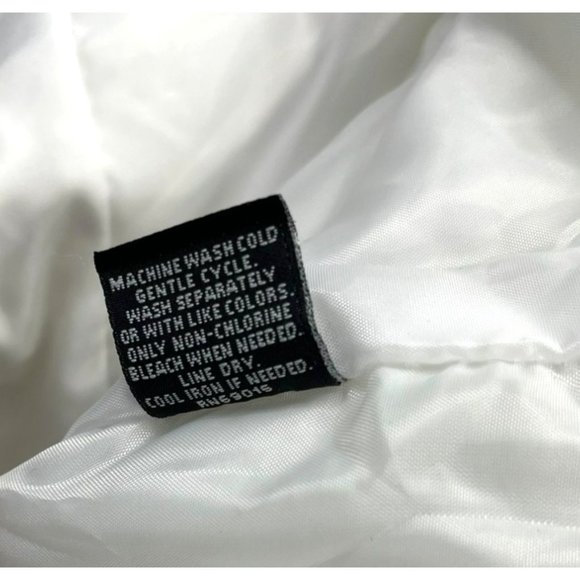 MACHINE WASH COLD
GENTLE CYCLE.
WASH SEPARATELY
OR WITH LIKE COLORS.
ONLY NON-CHLORINE
BLEACH WHEN NEEDED.
LINE DRY
COOL IRON IF NEEDED.
RN69016